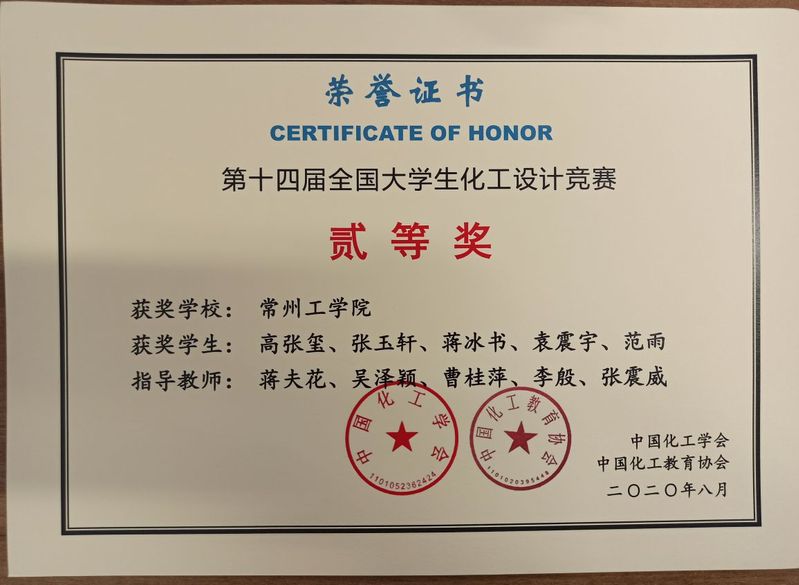 荣誉证书
CERTIFICATE OF HONOR
第十四届全国大学生化工设计竞赛
贰等奖
获奖学校： 常州工学院
获奖学生： 高张玺、张玉轩、蒋冰书、袁震宇、范雨
指导教师： 蒋夫花、吴泽颖、曹桂萍、李殷、张震威
中国化工学会
1101052362424
中国化工教育协会
1101020395448
中国化工学会
中国化工教育协会
二〇二〇年八月